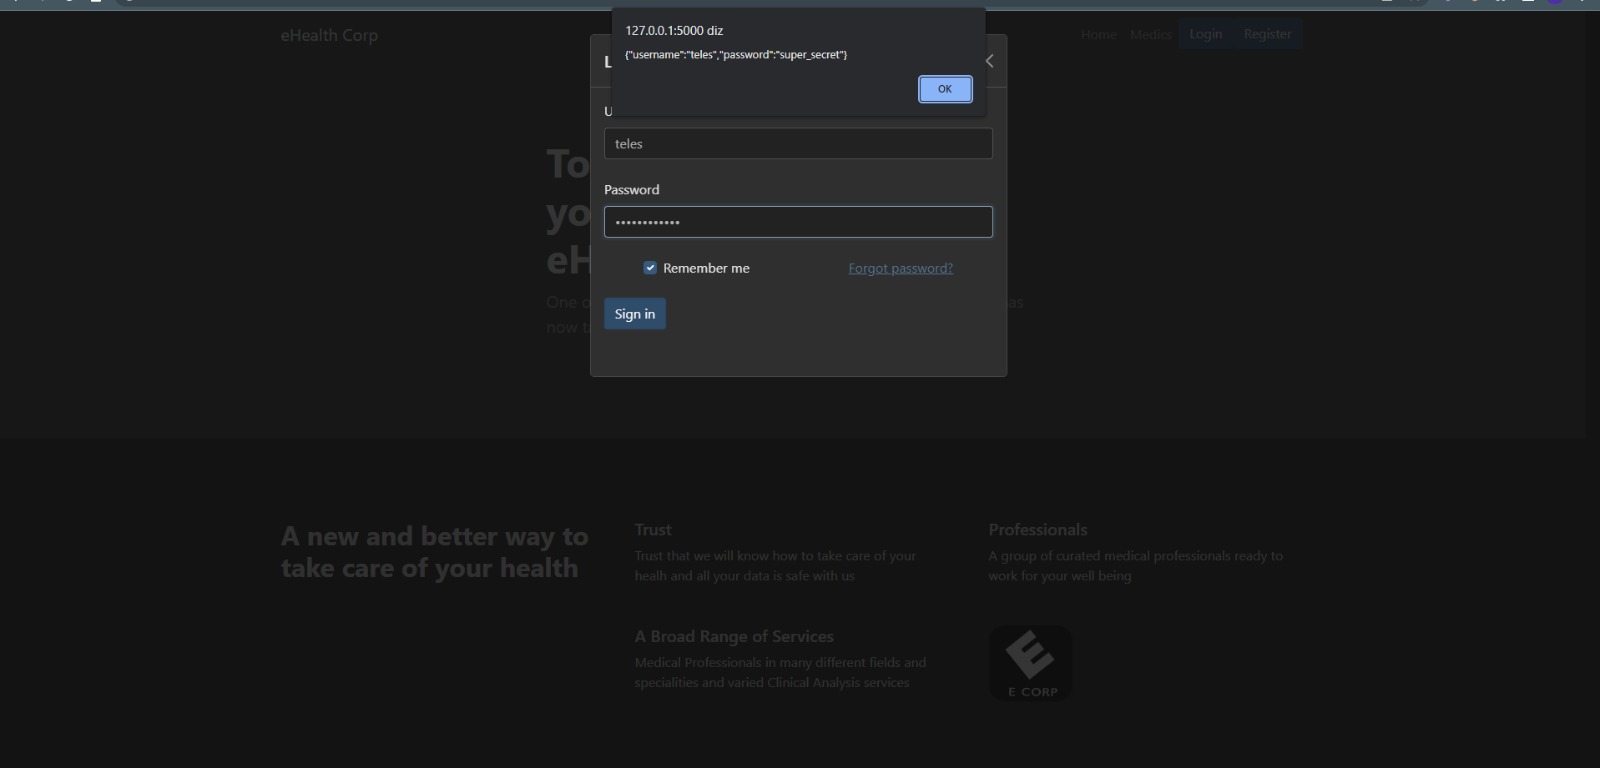 eHealth Corp
Home
Medics
Login
Register
127.0.0.1:5000 diz
{"username":"teles","password":"super_secret"}
OK
L
U
teles
Password
Remember me
Forgot password?
Sign in
To
yo
eH
One o
as
now t
A new and better way to
take care of your health
Trust
Trust that we will know how to take care of your
healh and all your data is safe with us
Professionals
A group of curated medical professionals ready to
work for your well being
A Broad Range of Services
Medical Professionals in many different fields and
specialities and varied Clinical Analysis services
E CORP